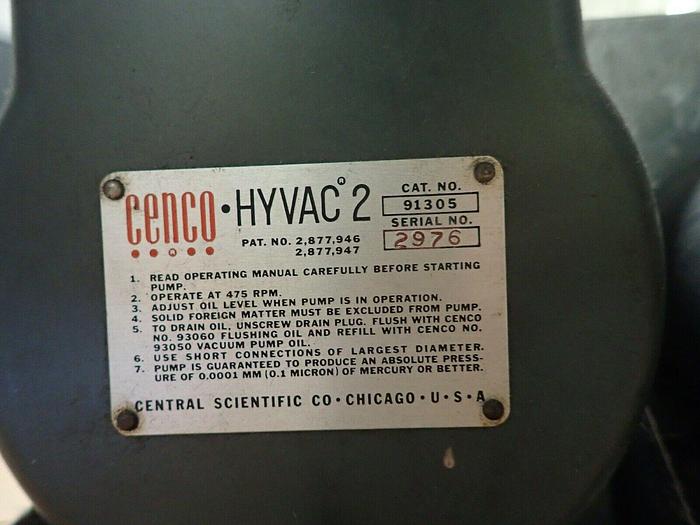 cenco • HYVAC® 2
CAT. NO.
91305
SERIAL NO.
2976
PAT. NO. 2,877,946
2,877,947
1. READ OPERATING MANUAL CAREFULLY BEFORE STARTING
PUMP.
2. OPERATE AT 475 RPM.
3. ADJUST OIL LEVEL WHEN PUMP IS IN OPERATION.
4. SOLID FOREIGN MATTER MUST BE EXCLUDED FROM PUMP.
5. TO DRAIN OIL, UNSCREW DRAIN PLUG. FLUSH WITH CENCO
NO. 93060 FLUSHING OIL AND REFILL WITH CENCO NO.
93050 VACUUM PUMP OIL.
6. USE SHORT CONNECTIONS OF LARGEST DIAMETER.
7. PUMP IS GUARANTEED TO PRODUCE AN ABSOLUTE PRESS-
URE OF 0.0001 MM (0.1 MICRON) OF MERCURY OR BETTER.
CENTRAL SCIENTIFIC CO • CHICAGO • U • S • A